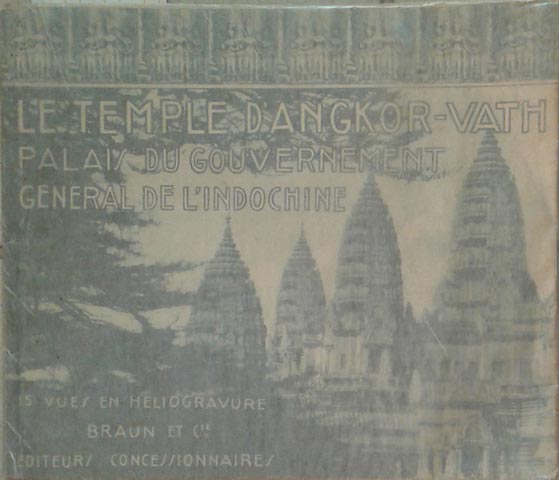 LE TEMPLE D'ANGKOR-VATH
PALAIS DU GOUVERNEMENT
GENERAL DE L'INDOCHINE
15 VUES EN HELIOGRAVURE
BRAUN ET Cie
EDITEURS CONCESSIONNAIRES